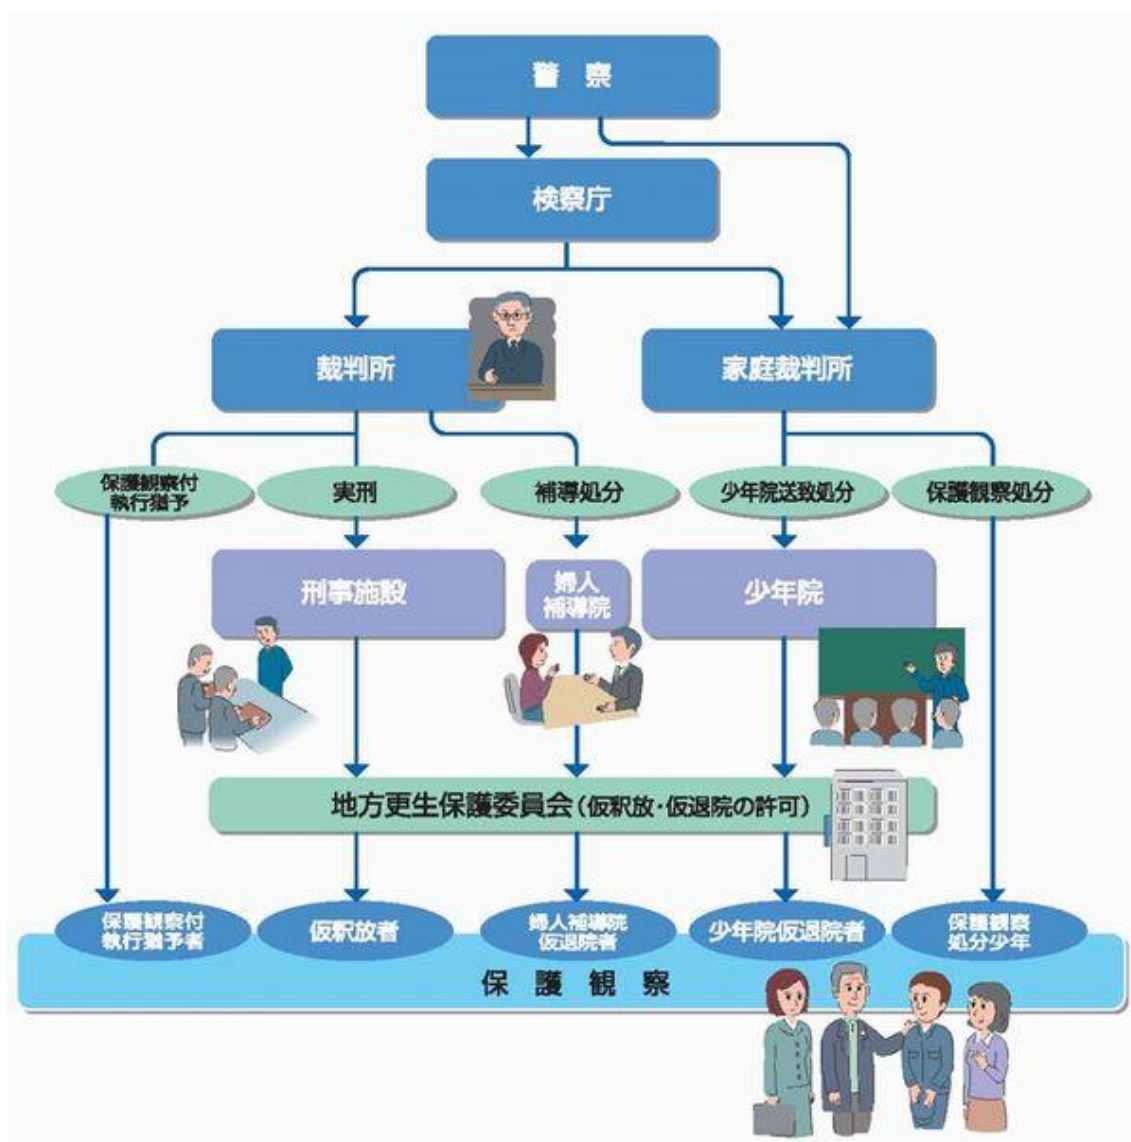 警 察
検察庁
裁判所
家庭裁判所
保護観察付
執行猶予
実刑
補導処分
少年院送致処分
保護観察処分
刑事施設
婦人
補導院
少年院
地方更生保護委員会（仮釈放・仮退院の許可）
保護観察付
執行猶予者
仮釈放者
婦人補導院
仮退院者
少年院仮退院者
保護観察
処分少年
保 護 観 察